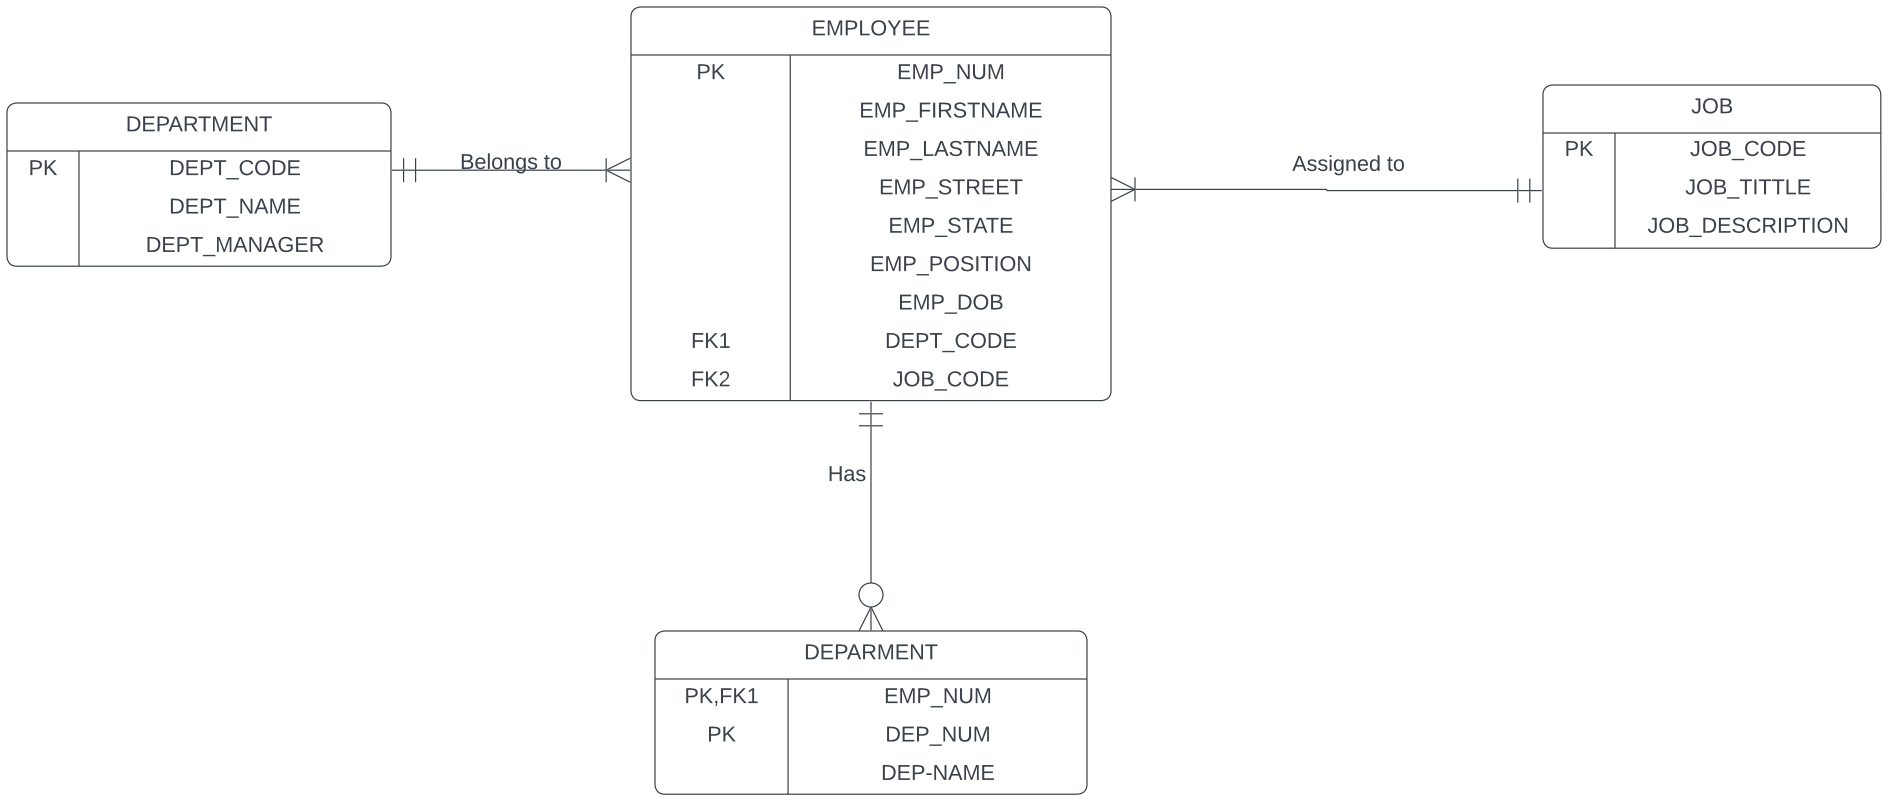 DEPARTMENT
PK DEPT_CODE
DEPT_NAME
DEPT_MANAGER
Belongs to
EMPLOYEE
PK EMP_NUM
EMP_FIRSTNAME
EMP_LASTNAME
EMP_STREET
EMP_STATE
EMP_POSITION
EMP_DOB
FK1 DEPT_CODE
FK2 JOB_CODE
Assigned to
JOB
PK JOB_CODE
JOB_TITTLE
JOB_DESCRIPTION
Has
DEPARMENT
PK,FK1 EMP_NUM
PK DEP_NUM
DEP-NAME